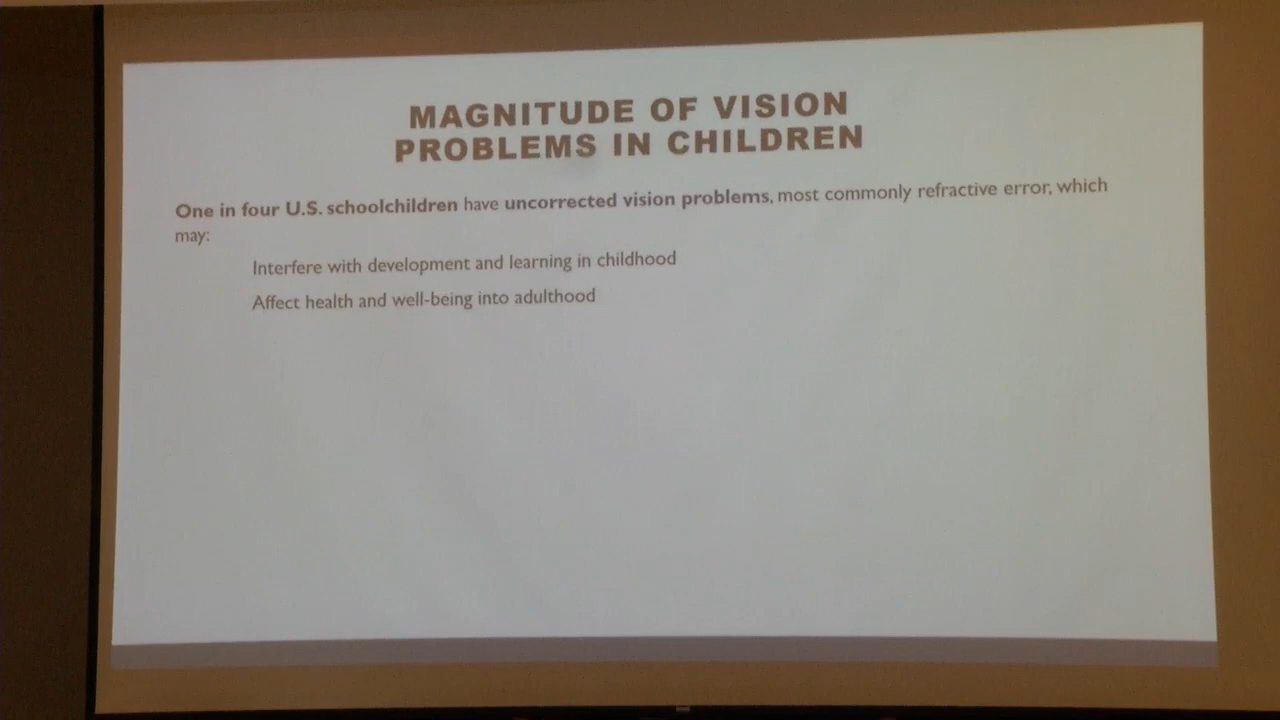 MAGNITUDE OF VISION
PROBLEMS IN CHILDREN
One in four U.S. schoolchildren have uncorrected vision problems, most commonly refractive error, which
may:
Interfere with development and learning in childhood
Affect health and well-being into adulthood